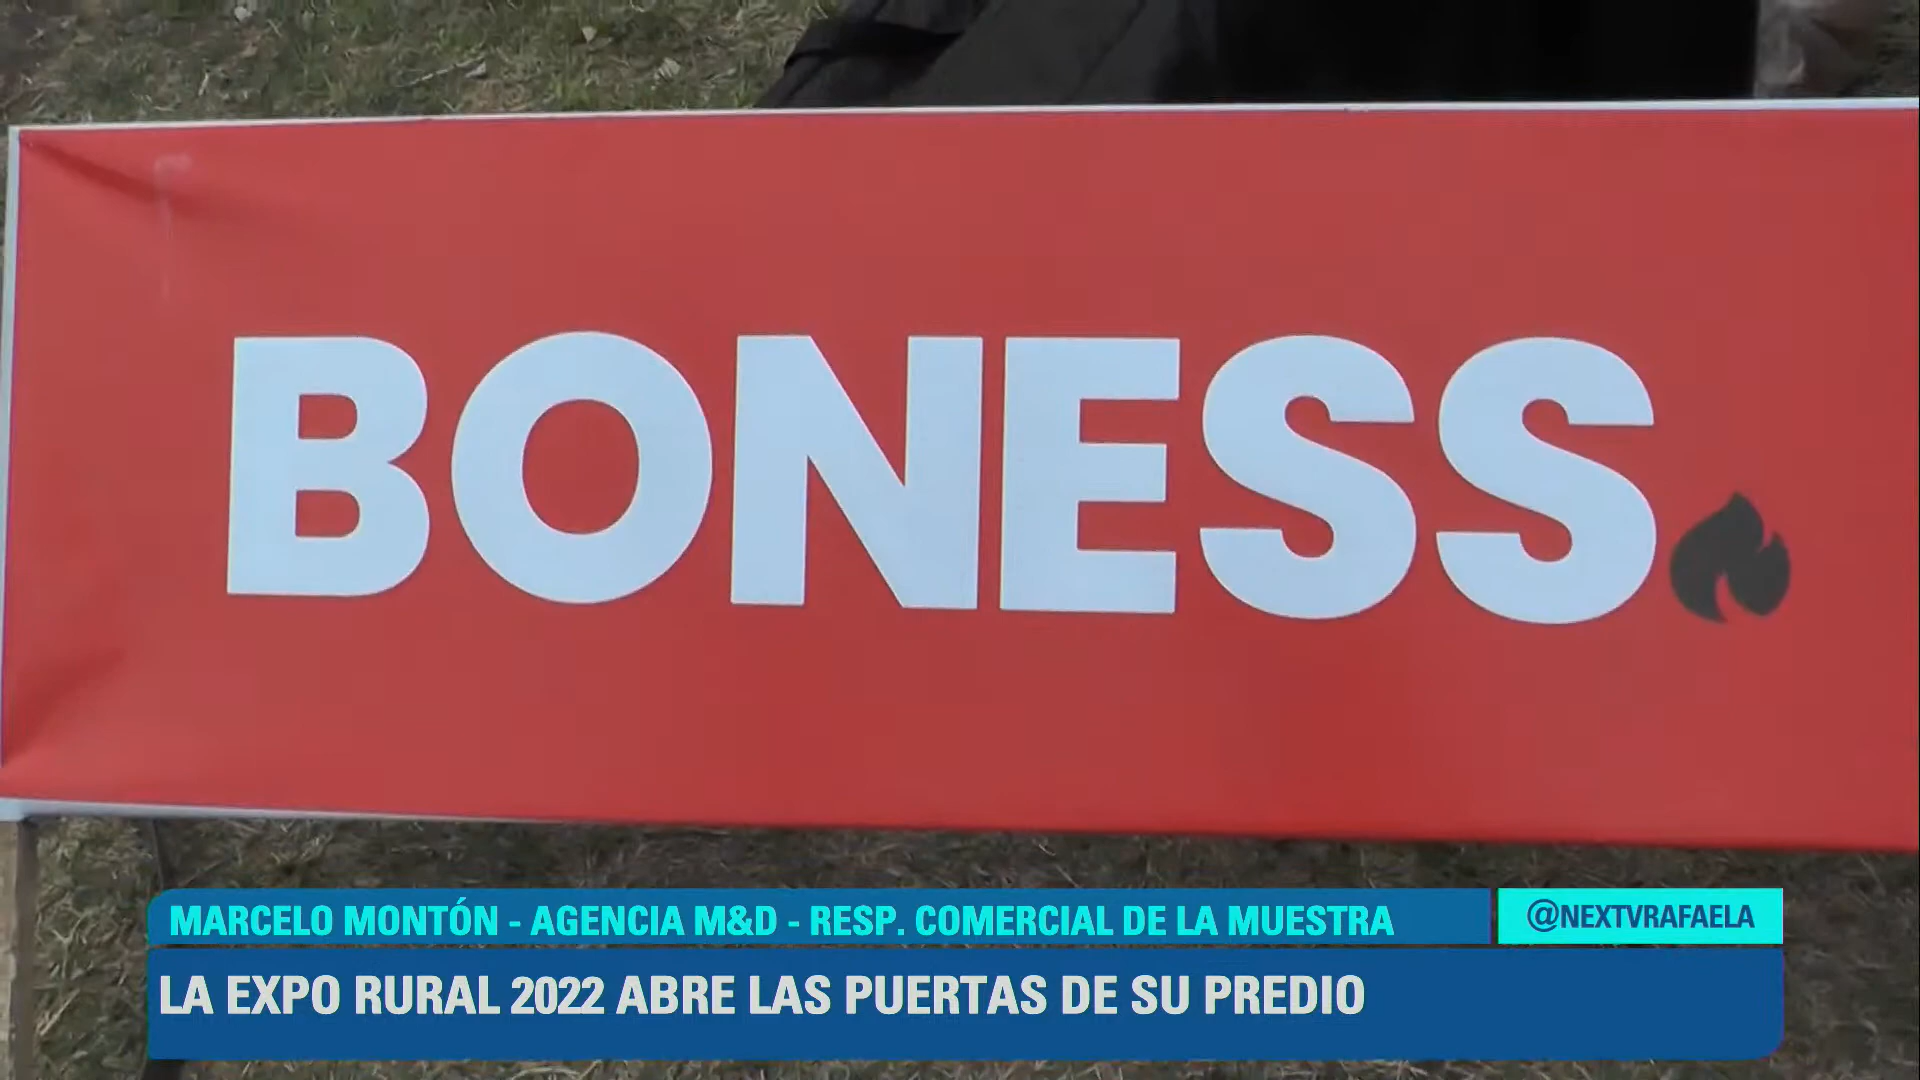 BONESS
MARCELO MONTÓN - AGENCIA M&D - RESP. COMERCIAL DE LA MUESTRA
@NEXTVRAFAELA
LA EXPO RURAL 2022 ABRE LAS PUERTAS DE SU PREDIO